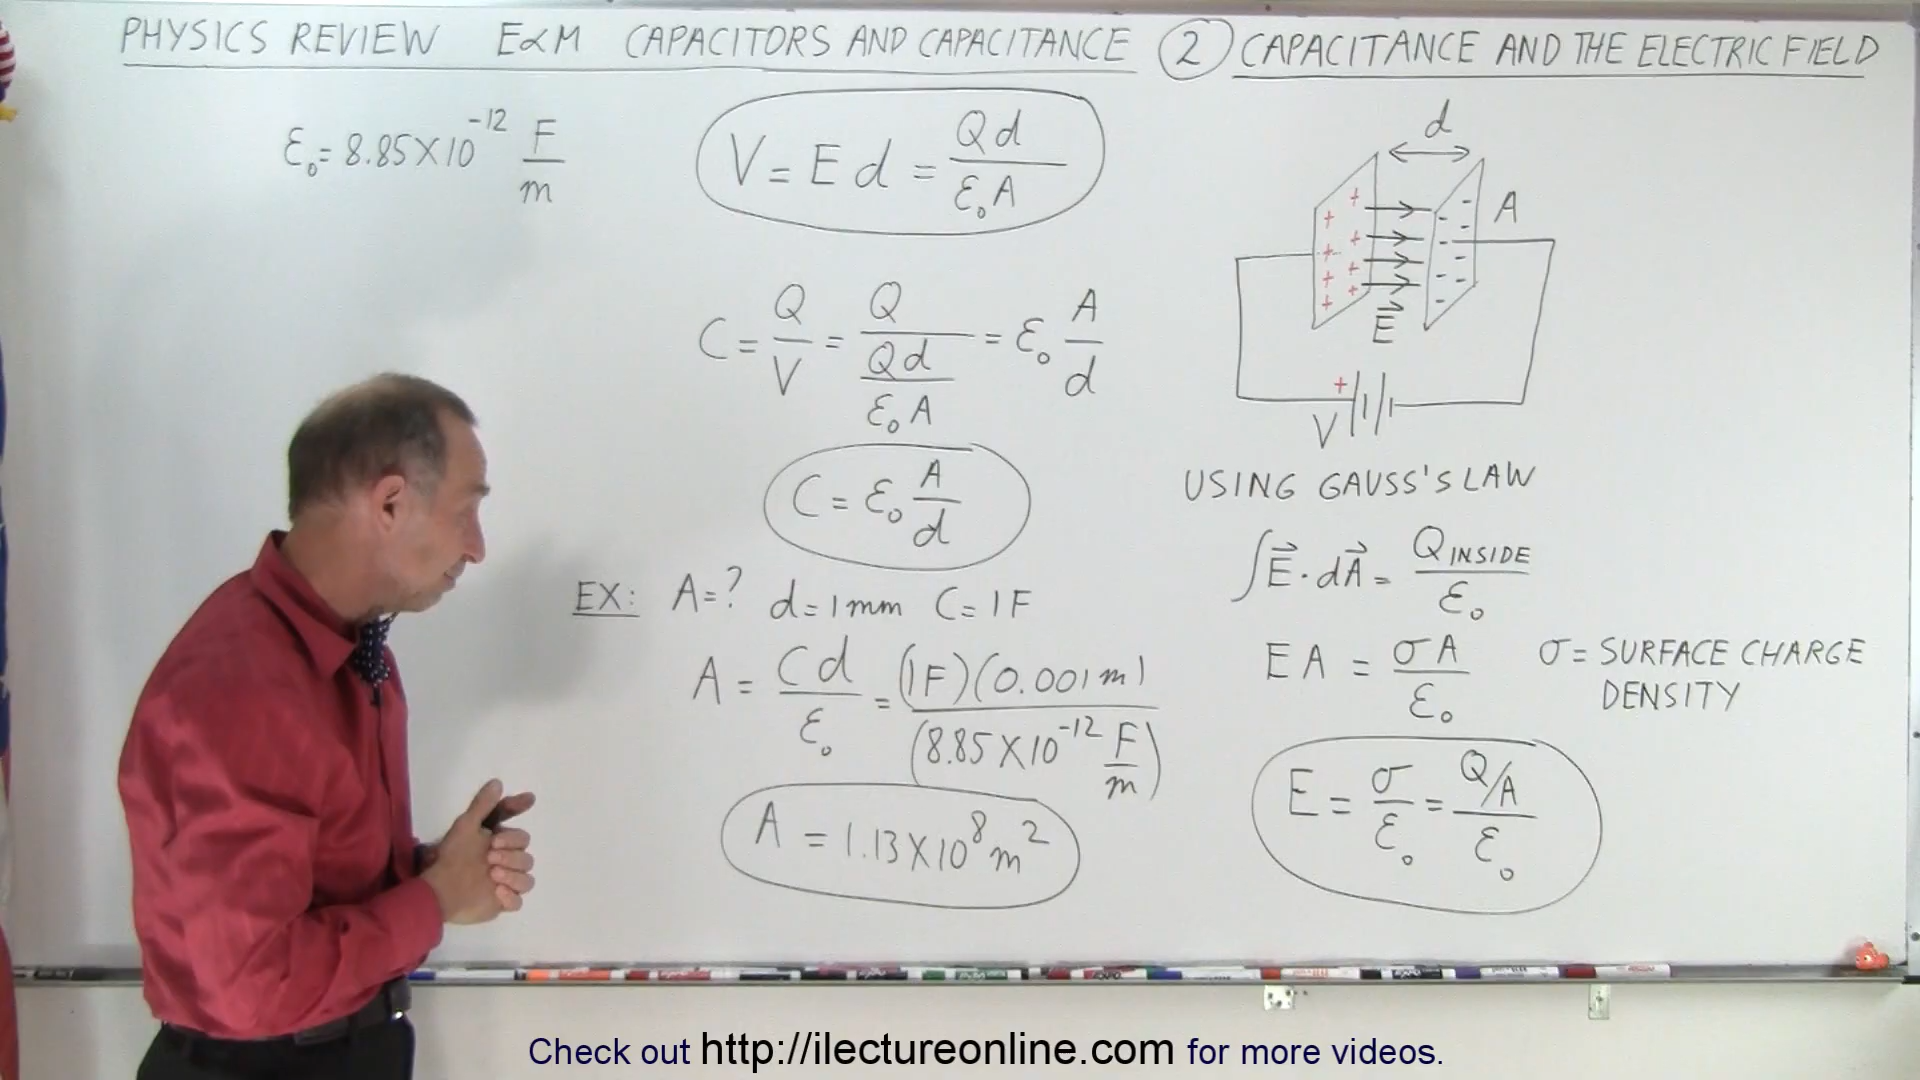 PHYSICS REVIEW E&M CAPACITORS AND CAPACITANCE ② CAPACITANCE AND THE ELECTRIC FIELD
ε₀ = 8.85 X 10⁻¹² F/m
V = E d = Qd/ε₀A
C = Q/V = Q/(Qd/ε₀A) = ε₀ A/d
C = ε₀ A/d
EX: A = ? d = 1 mm C = 1F
A = Cd/ε₀ = (1F)(0.001m)/(8.85 X 10⁻¹² F/m)
A = 1.13 X 10⁸ m²
d
+ + + + + + + + +
- - - - - - - - -
A
E⃗
+
V
USING GAUSS'S LAW
∫E⃗ · dA⃗ = Q INSIDE/ε₀
EA = σA/ε₀ σ = SURFACE CHARGE
DENSITY
E = σ/ε₀ = Q/A/ε₀
Check out http://ilectureonline.com for more videos.